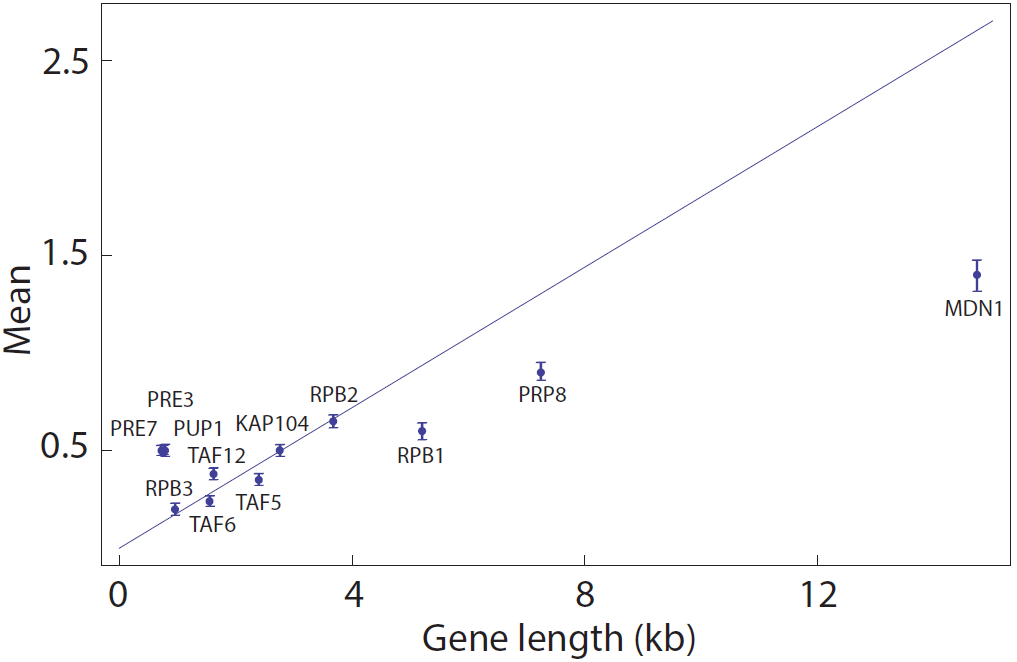 2.5
1.5
0.5
Mean
MDN1
PRP8
PRE3
RPB2
PRE7 PUP1 KAP104
TAF12
RPB1
RPB3
TAF5
TAF6
0 4 8 12
Gene length (kb)